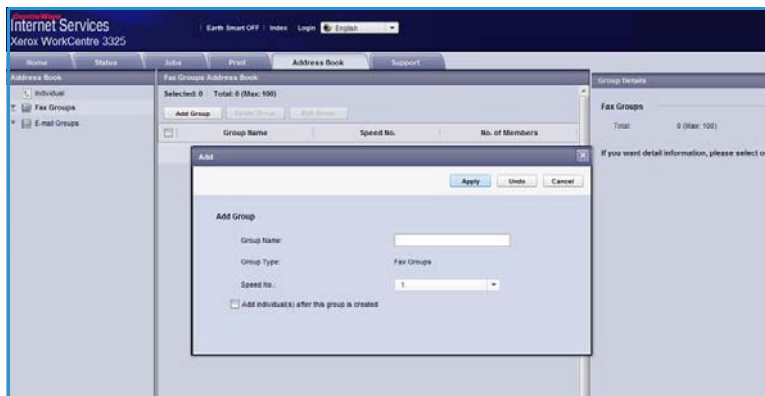 CentreWare
Internet Services
Xerox WorkCentre 3325
Earth Smart OFF | Index Login English
Home Status Jobs Print Address Book Support
Address Book
Individual
Fax Groups
E-mail Groups
Fax Groups Address Book
Selected: 0 Total: 0 (Max: 100)
Add Group Delete Group Edit Group
Group Name Speed No. No. of Members
Add
Apply Undo Cancel
Add Group
Group Name:
Group Type: Fax Groups
Speed No.: 1
Add individual(s) after this group is created
Group Details
Fax Groups
Total: 0 (Max: 100)
If you want detail information, please select o